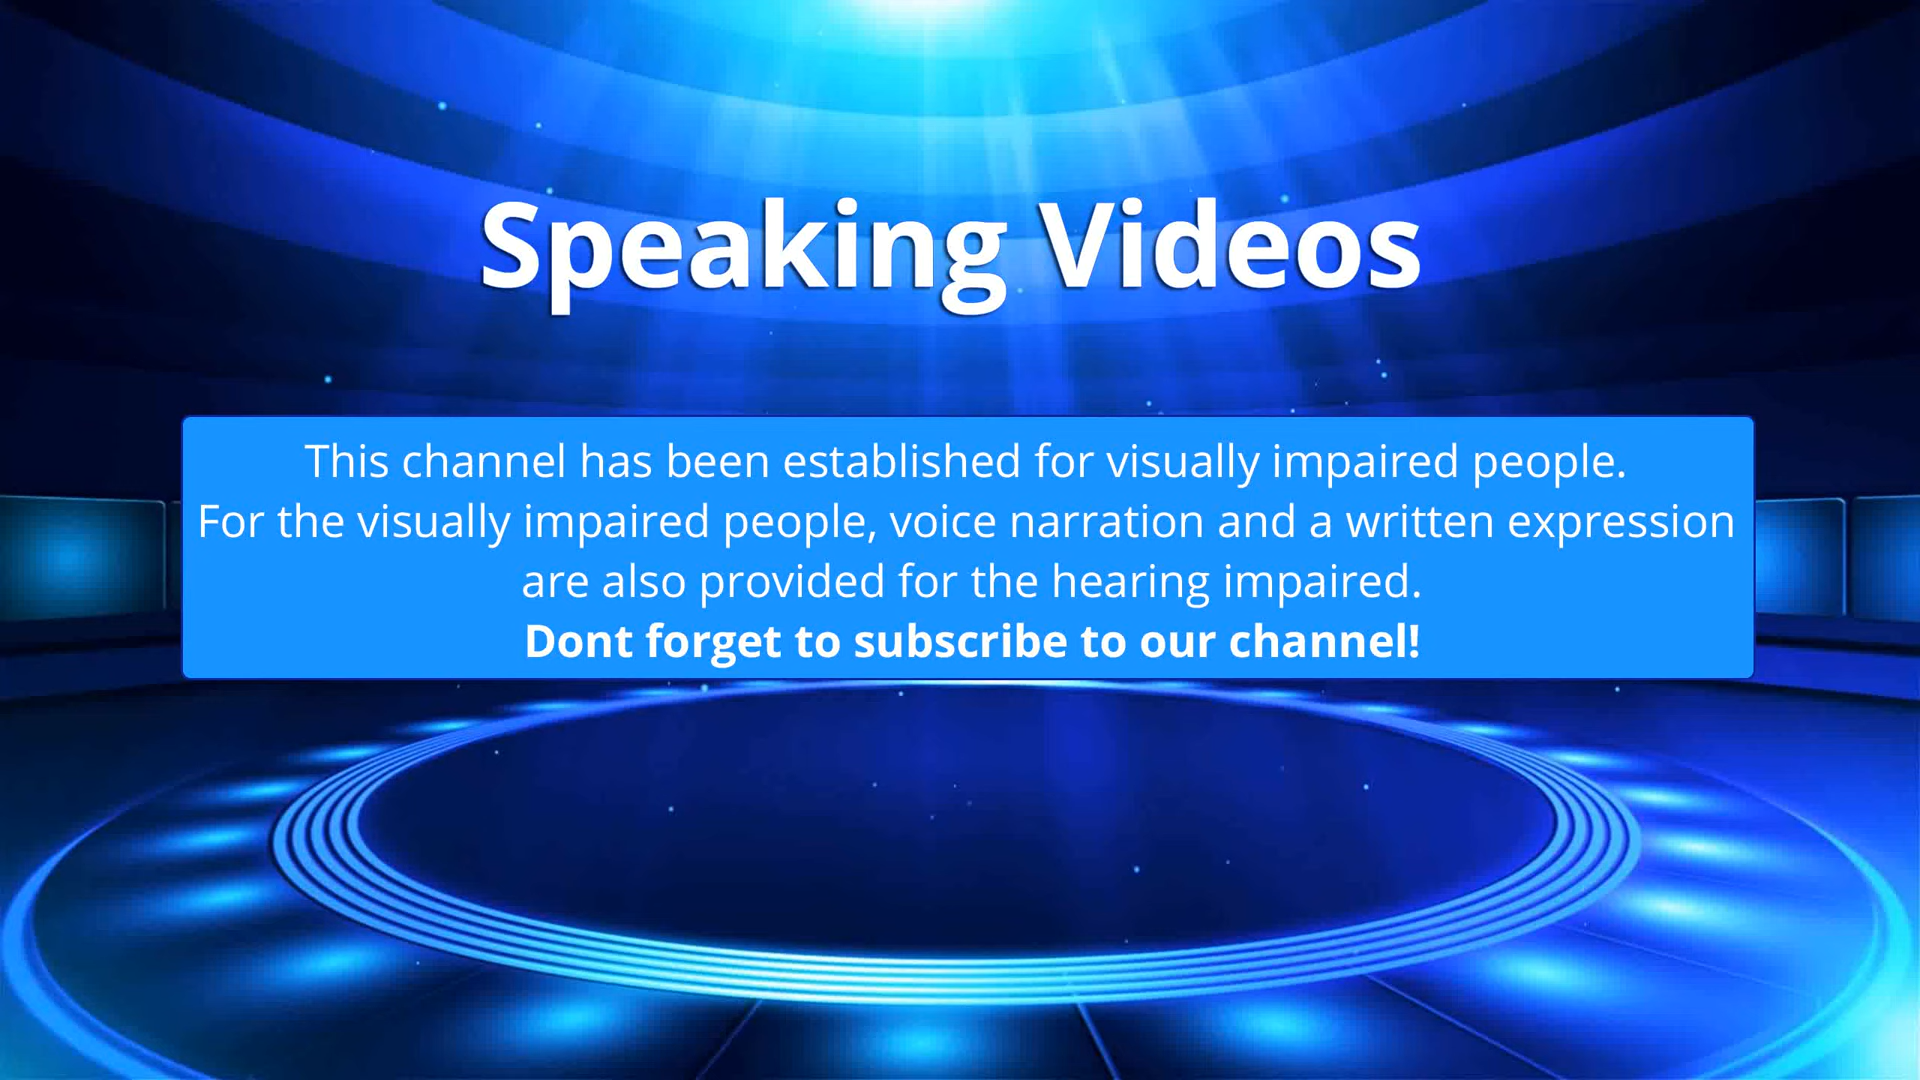 Speaking Videos
This channel has been established for visually impaired people.
For the visually impaired people, voice narration and a written expression
are also provided for the hearing impaired.
Dont forget to subscribe to our channel!